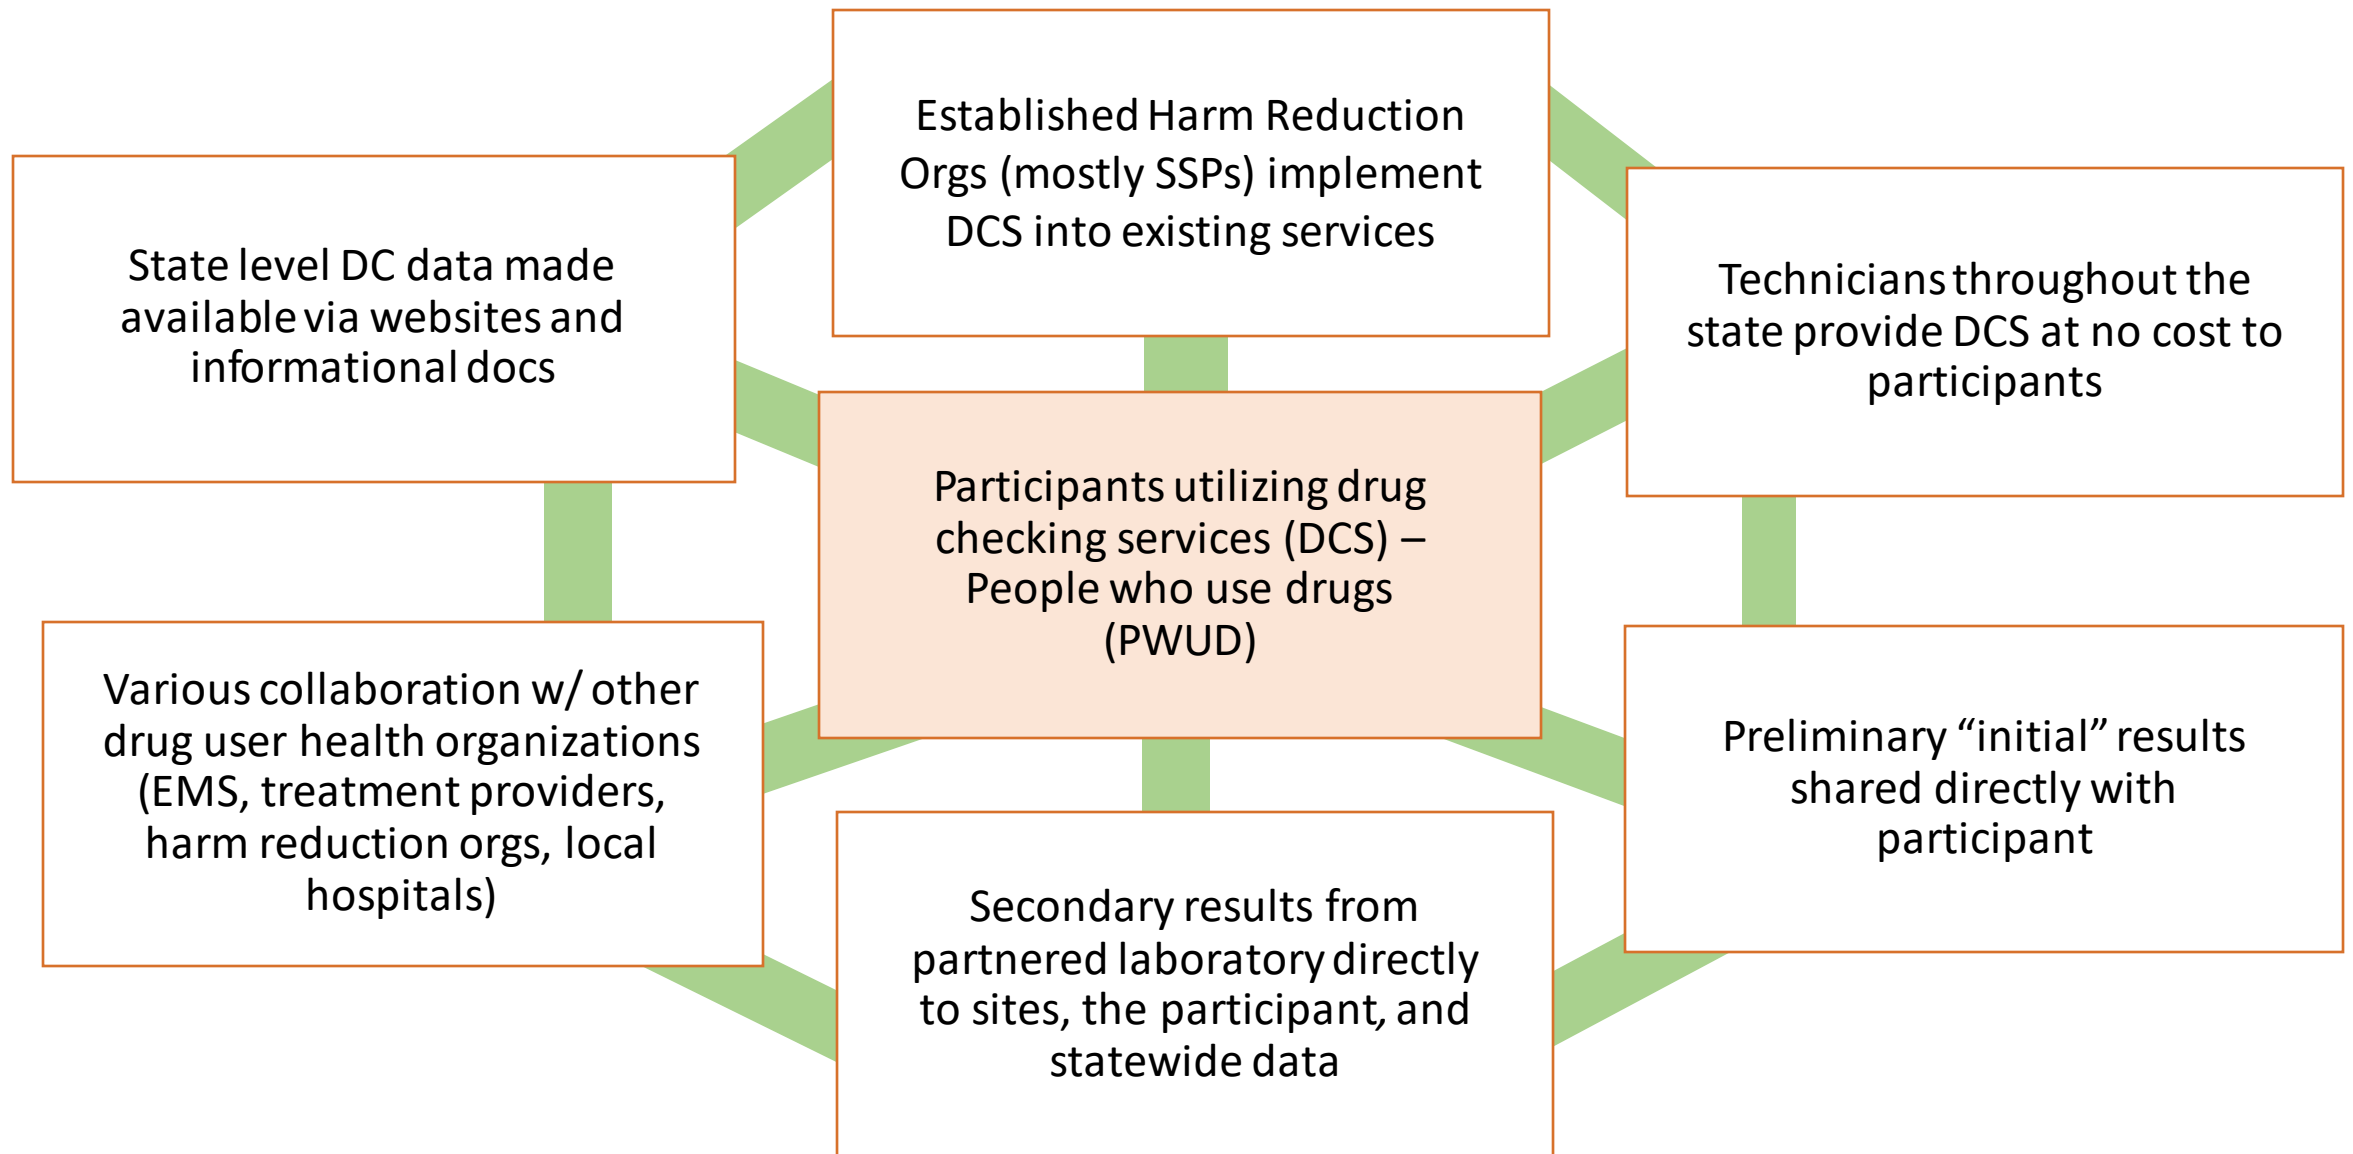 Established Harm Reduction
Orgs (mostly SSPs) implement
DCS into existing services
State level DC data made
available via websites and
informational docs
Technicians throughout the
state provide DCS at no cost to
participants
Participants utilizing drug
checking services (DCS) –
People who use drugs
(PWUD)
Various collaboration w/ other
drug user health organizations
(EMS, treatment providers,
harm reduction orgs, local
hospitals)
Preliminary “initial” results
shared directly with
participant
Secondary results from
partnered laboratory directly
to sites, the participant, and
statewide data